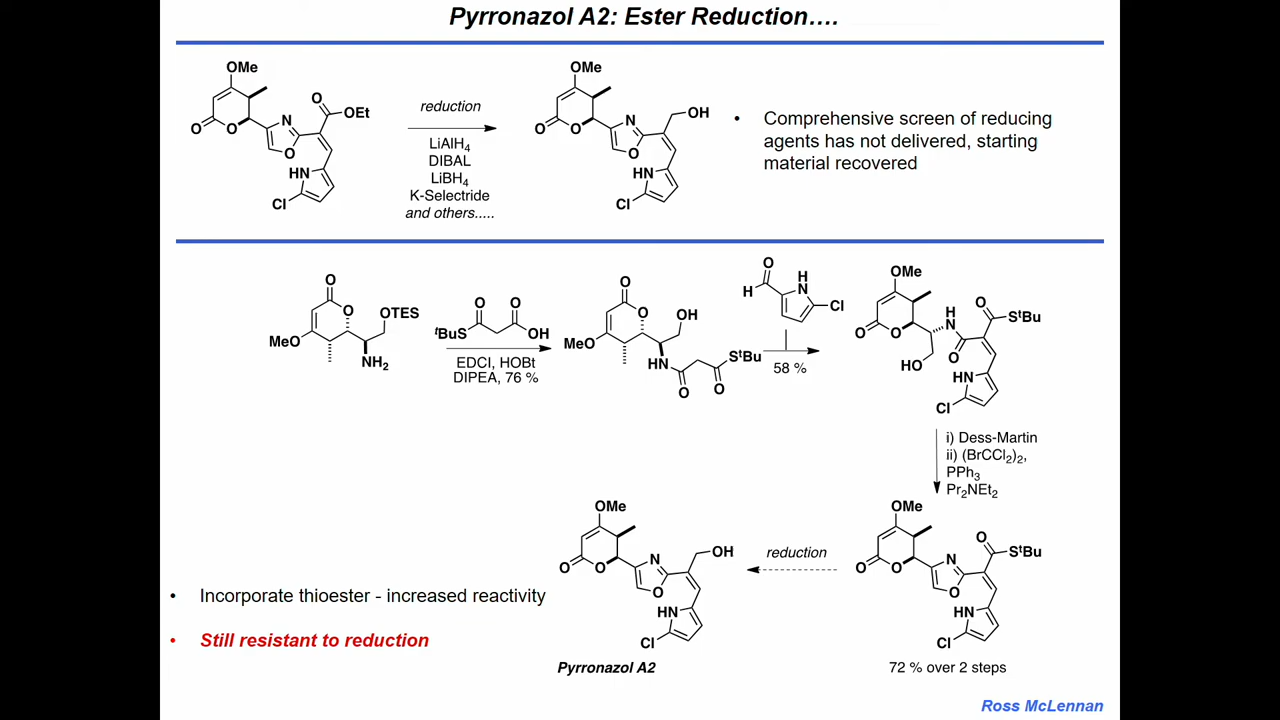 Pyrronazol A2: Ester Reduction....
OMe
O
O
N
O
O
OEt
HN
Cl
reduction
LiAlH₄
DIBAL
LiBH₄
K-Selectride
and others.....
OMe
O
O
N
O
OH
HN
Cl
• Comprehensive screen of reducing
agents has not delivered, starting
material recovered
O
O
MeO
OTES
NH₂
O
O
ᵗBuS
OH
EDCI, HOBt
DIPEA, 76 %
O
O
MeO
OH
HN
O
O
SᵗBu
O
H
H
N
Cl
58 %
OMe
O
O
H
N
HO
O
O
SᵗBu
HN
Cl
i) Dess-Martin
ii) (BrCCl₂)₂,
PPh₃
Pr₂NEt₂
OMe
O
O
N
O
OH
HN
Cl
Pyrronazol A2
reduction
OMe
O
O
N
O
O
SᵗBu
HN
Cl
72 % over 2 steps
• Incorporate thioester - increased reactivity
• Still resistant to reduction
Ross McLennan